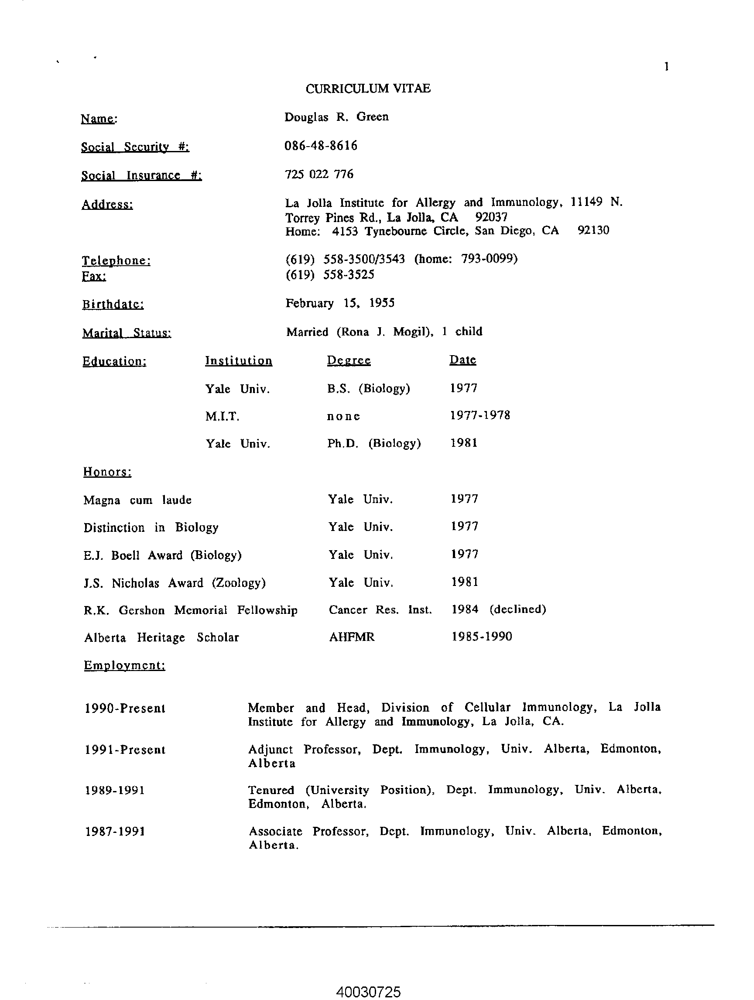 1
CURRICULUM VITAE
Name: Douglas R. Green
Social Security #: 086-48-8616
Social Insurance #: 725 022 776
Address: La Jolla Institute for Allergy and Immunology, 11149 N.
Torrey Pines Rd., La Jolla, CA 92037
Home: 4153 Tynebourne Circle, San Diego, CA 92130
Telephone: (619) 558-3500/3543 (home: 793-0099)
Fax: (619) 558-3525
Birthdate: February 15, 1955
Marital Status: Married (Rona J. Mogil), 1 child
Education: Institution Degree Date
Yale Univ. B.S. (Biology) 1977
M.I.T. none 1977-1978
Yale Univ. Ph.D. (Biology) 1981
Honors:
Magna cum laude Yale Univ. 1977
Distinction in Biology Yale Univ. 1977
E.J. Boell Award (Biology) Yale Univ. 1977
J.S. Nicholas Award (Zoology) Yale Univ. 1981
R.K. Gershon Memorial Fellowship Cancer Res. Inst. 1984 (declined)
Alberta Heritage Scholar AHFMR 1985-1990
Employment:
1990-Present Member and Head, Division of Cellular Immunology, La Jolla
Institute for Allergy and Immunology, La Jolla, CA.
1991-Present Adjunct Professor, Dept. Immunology, Univ. Alberta, Edmonton,
Alberta
1989-1991 Tenured (University Position), Dept. Immunology, Univ. Alberta,
Edmonton, Alberta.
1987-1991 Associate Professor, Dept. Immunology, Univ. Alberta, Edmonton,
Alberta.
40030725